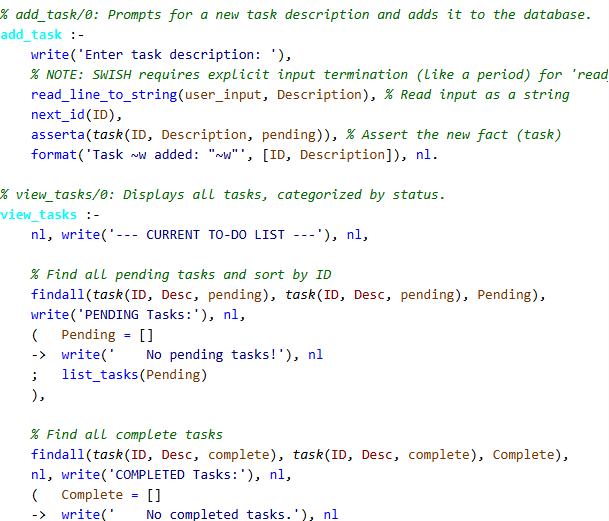 % add_task/0: Prompts for a new task description and adds it to the database.
add_task :-
    write('Enter task description: '),
    % NOTE: SWISH requires explicit input termination (like a period) for 'read_
    read_line_to_string(user_input, Description), % Read input as a string
    next_id(ID),
    asserta(task(ID, Description, pending)), % Assert the new fact (task)
    format('Task ~w added: "~w"', [ID, Description]), nl.

% view_tasks/0: Displays all tasks, categorized by status.
view_tasks :-
    nl, write('--- CURRENT TO-DO LIST ---'), nl,

    % Find all pending tasks and sort by ID
    findall(task(ID, Desc, pending), task(ID, Desc, pending), Pending),
    write('PENDING Tasks:'), nl,
    (   Pending = []
    ->  write('    No pending tasks!'), nl
    ;   list_tasks(Pending)
    ),

    % Find all complete tasks
    findall(task(ID, Desc, complete), task(ID, Desc, complete), Complete),
    nl, write('COMPLETED Tasks:'), nl,
    (   Complete = []
    ->  write('    No completed tasks.'), nl